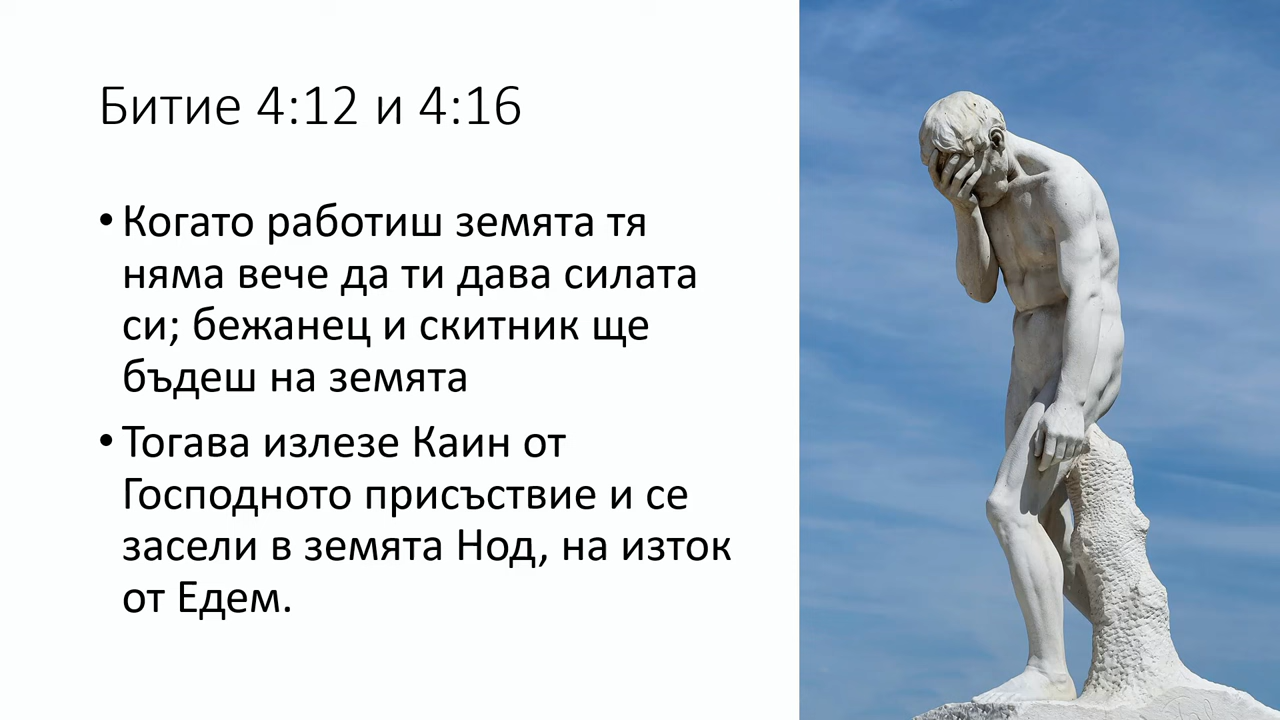 Битие 4:12 и 4:16
• Когато работиш земята тя
няма вече да ти дава силата
си; бежанец и скитник ще
бъдеш на земята
• Тогава излезе Каин от
Господното присъствие и се
засели в земята Нод, на изток
от Едем.